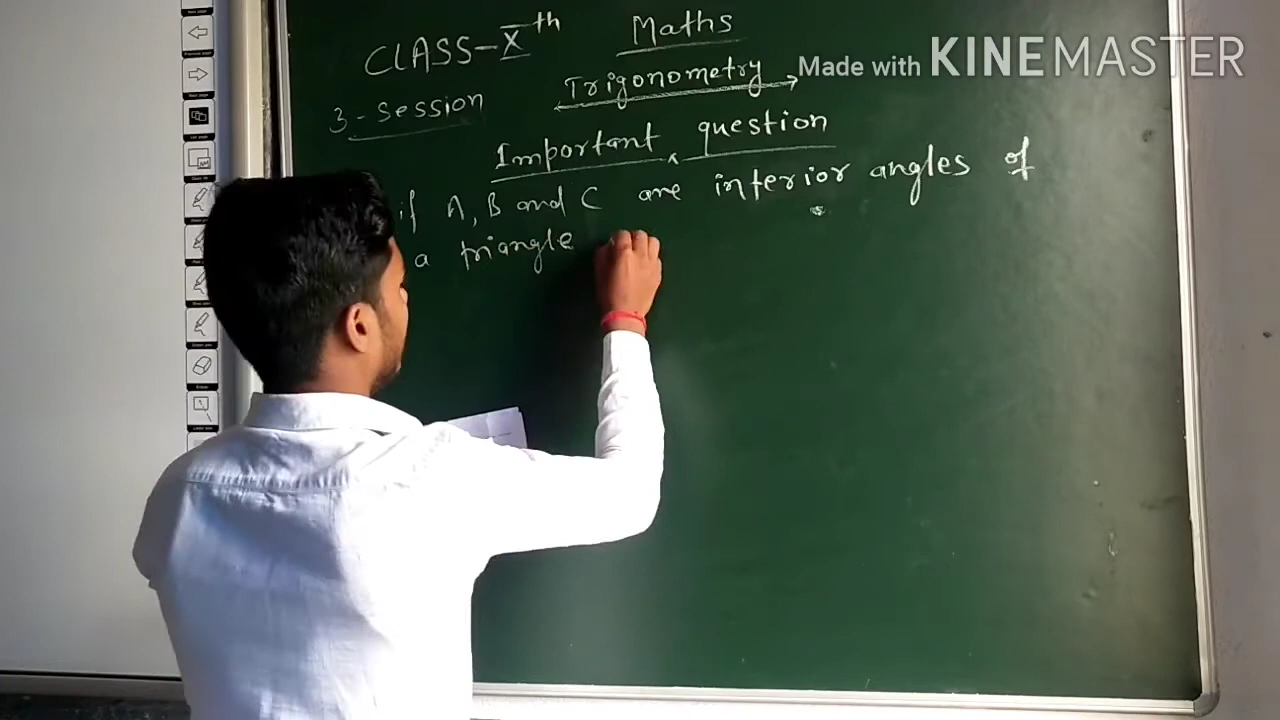 CLASS-Xth Maths
Made with KINEMASTER
Trigonometry
3-Session
Important question
if A, B and C are interior angles of
a triangle